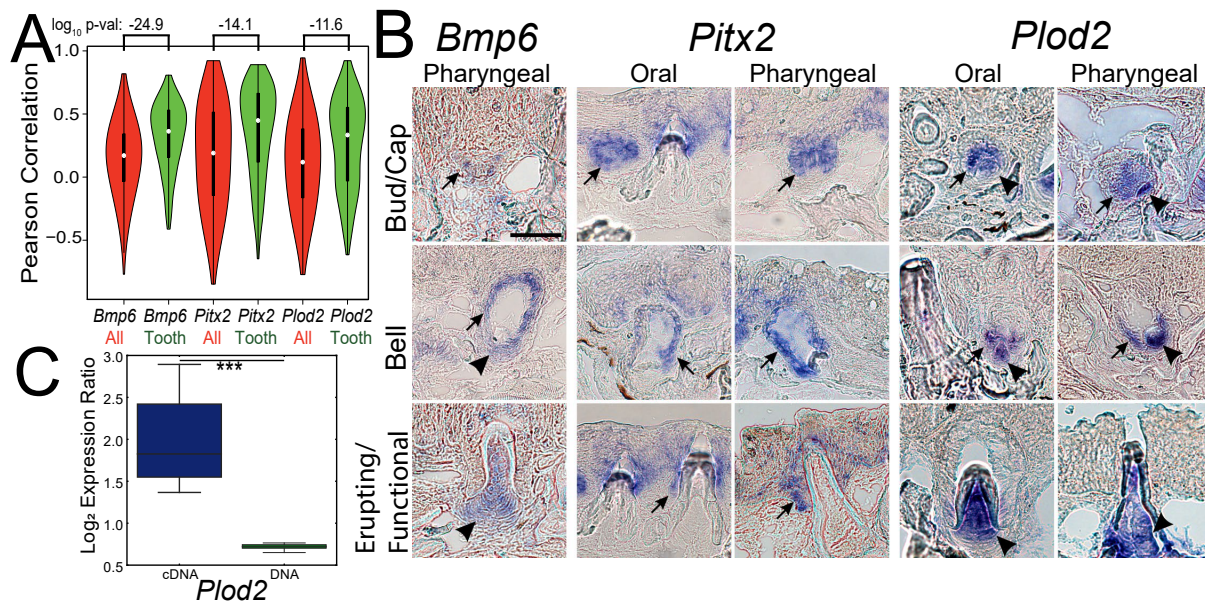 A
log₁₀ p-val: -24.9 -14.1 -11.6
Pearson Correlation
1.0
0.5
0.0
−0.5
Bmp6 Bmp6 Pitx2 Pitx2 Plod2 Plod2
All Tooth All Tooth All Tooth
B
Bmp6 Pitx2 Plod2
Pharyngeal Oral Pharyngeal Oral Pharyngeal
Bud/Cap
Bell
Erupting/
Functional
C
Log₂ Expression Ratio
3.0
2.5
2.0
1.5
1.0
0.5
***
cDNA DNA
Plod2